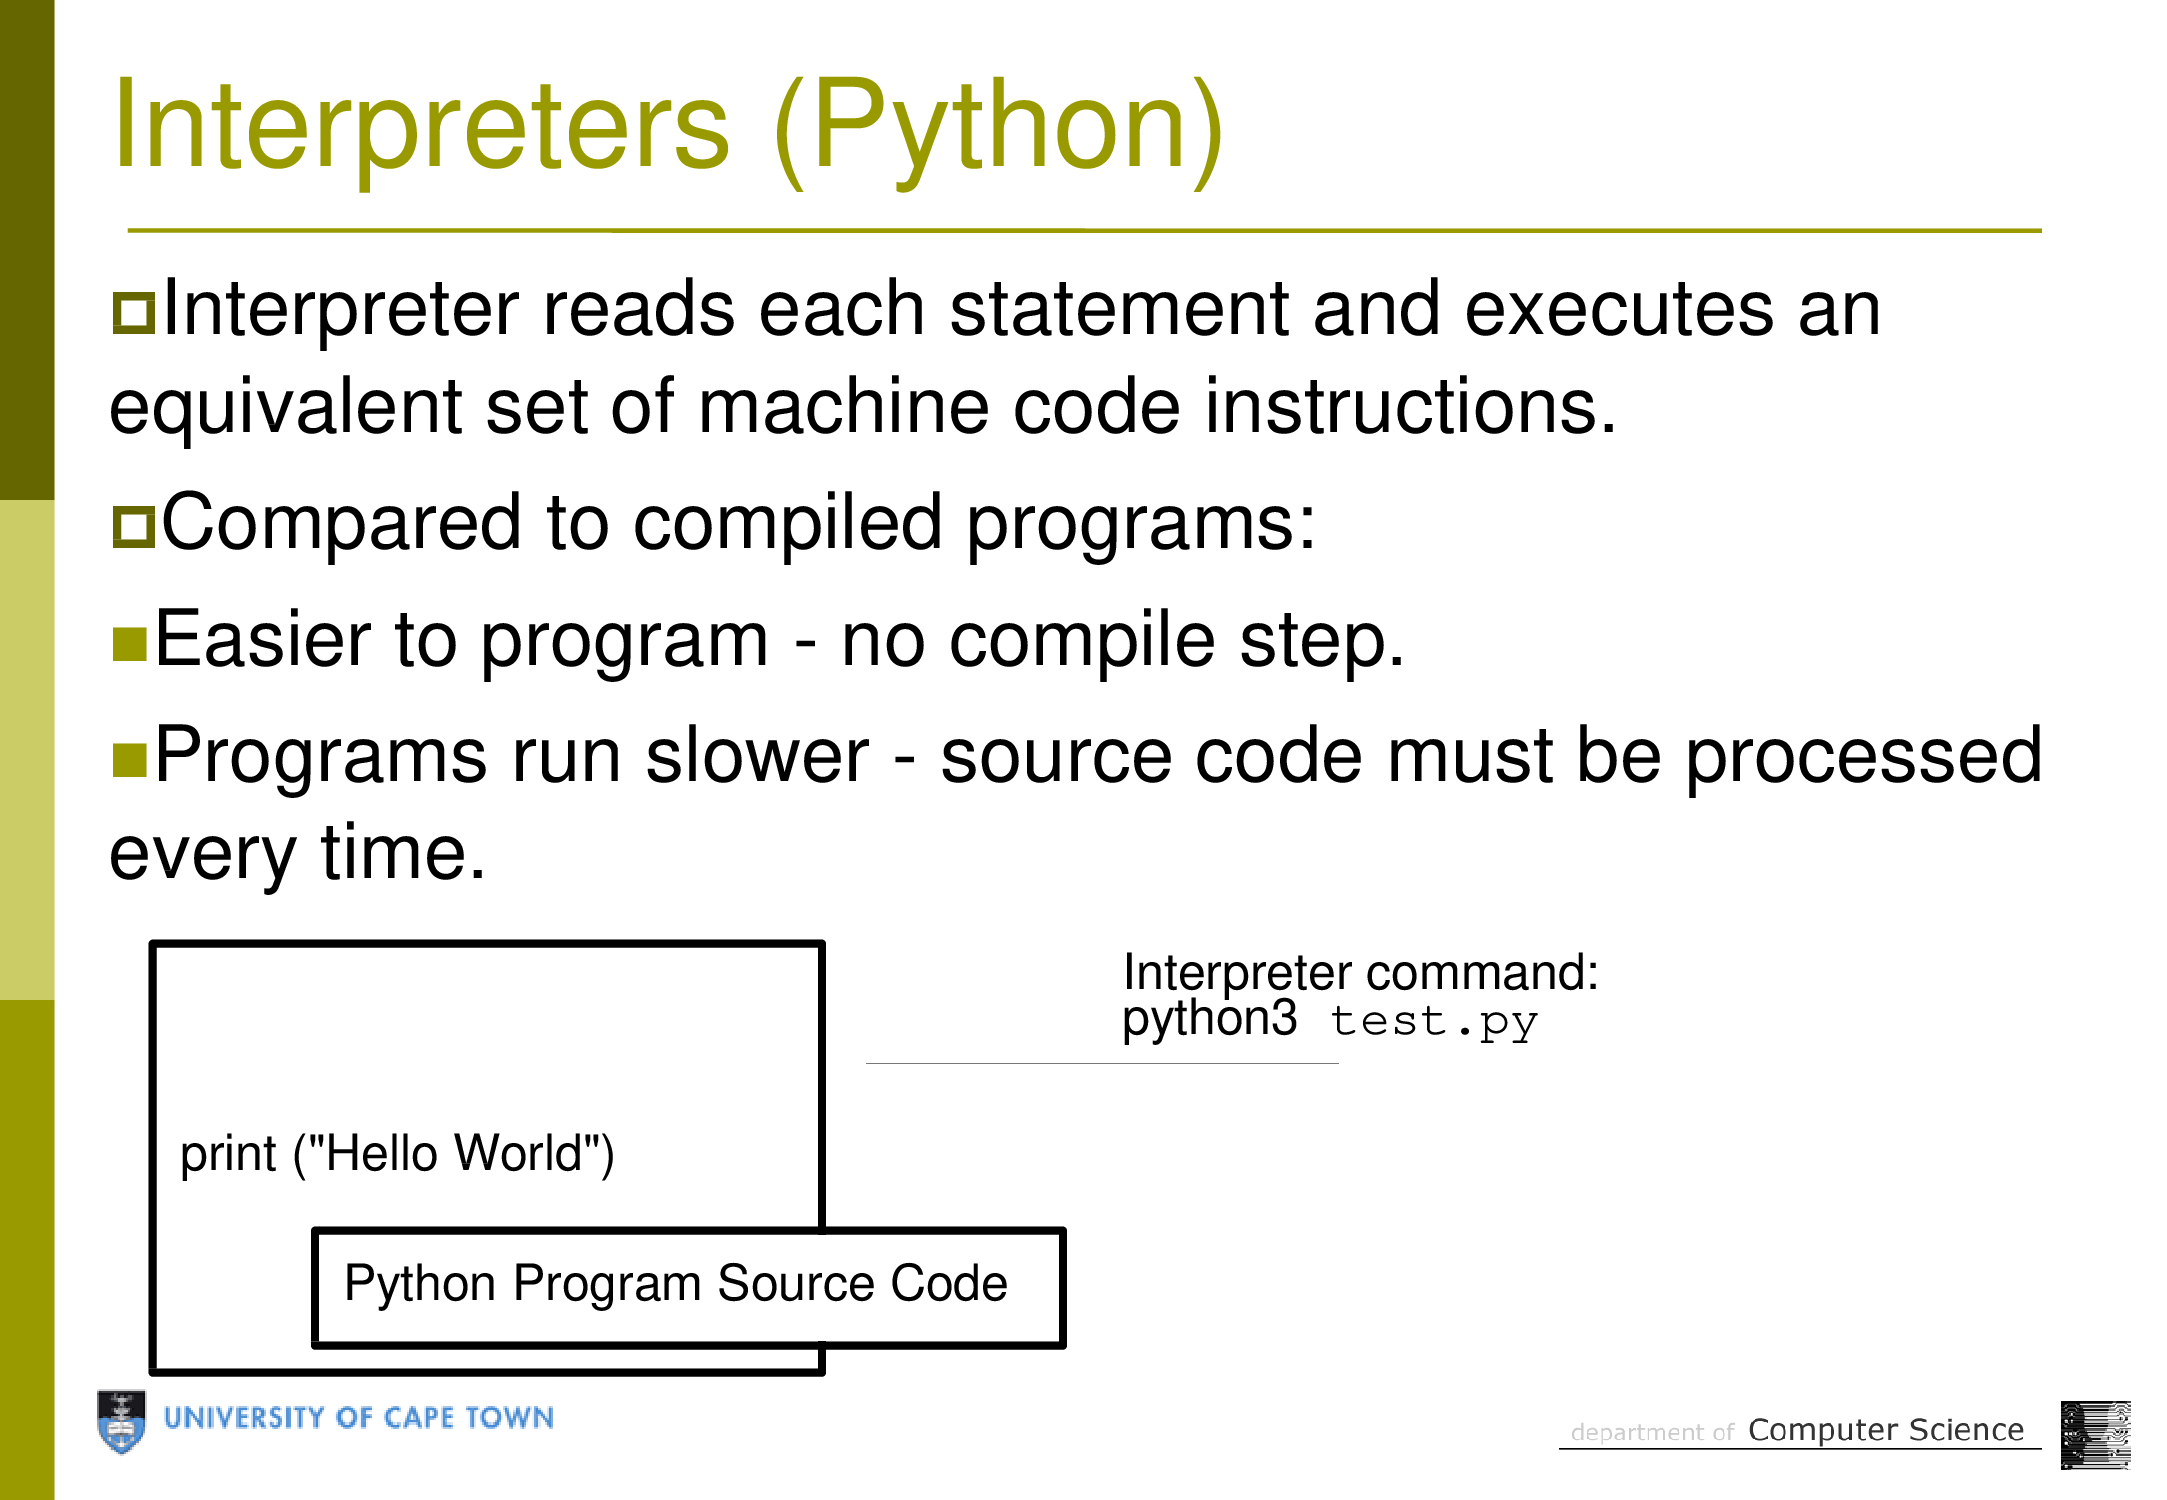 Interpreters (Python)
Interpreter reads each statement and executes an
equivalent set of machine code instructions.
Compared to compiled programs:
Easier to program - no compile step.
Programs run slower - source code must be processed
every time.
Interpreter command:
python3 test.py
print ("Hello World")
Python Program Source Code
UNIVERSITY OF CAPE TOWN
department of Computer Science